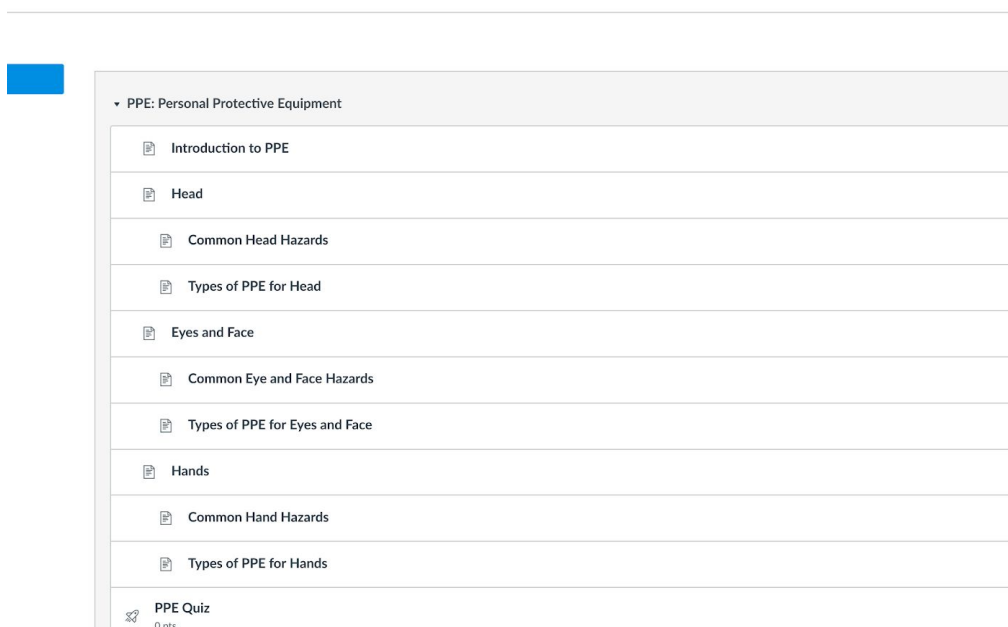 PPE: Personal Protective Equipment
Introduction to PPE
Head
Common Head Hazards
Types of PPE for Head
Eyes and Face
Common Eye and Face Hazards
Types of PPE for Eyes and Face
Hands
Common Hand Hazards
Types of PPE for Hands
PPE Quiz
0 pts